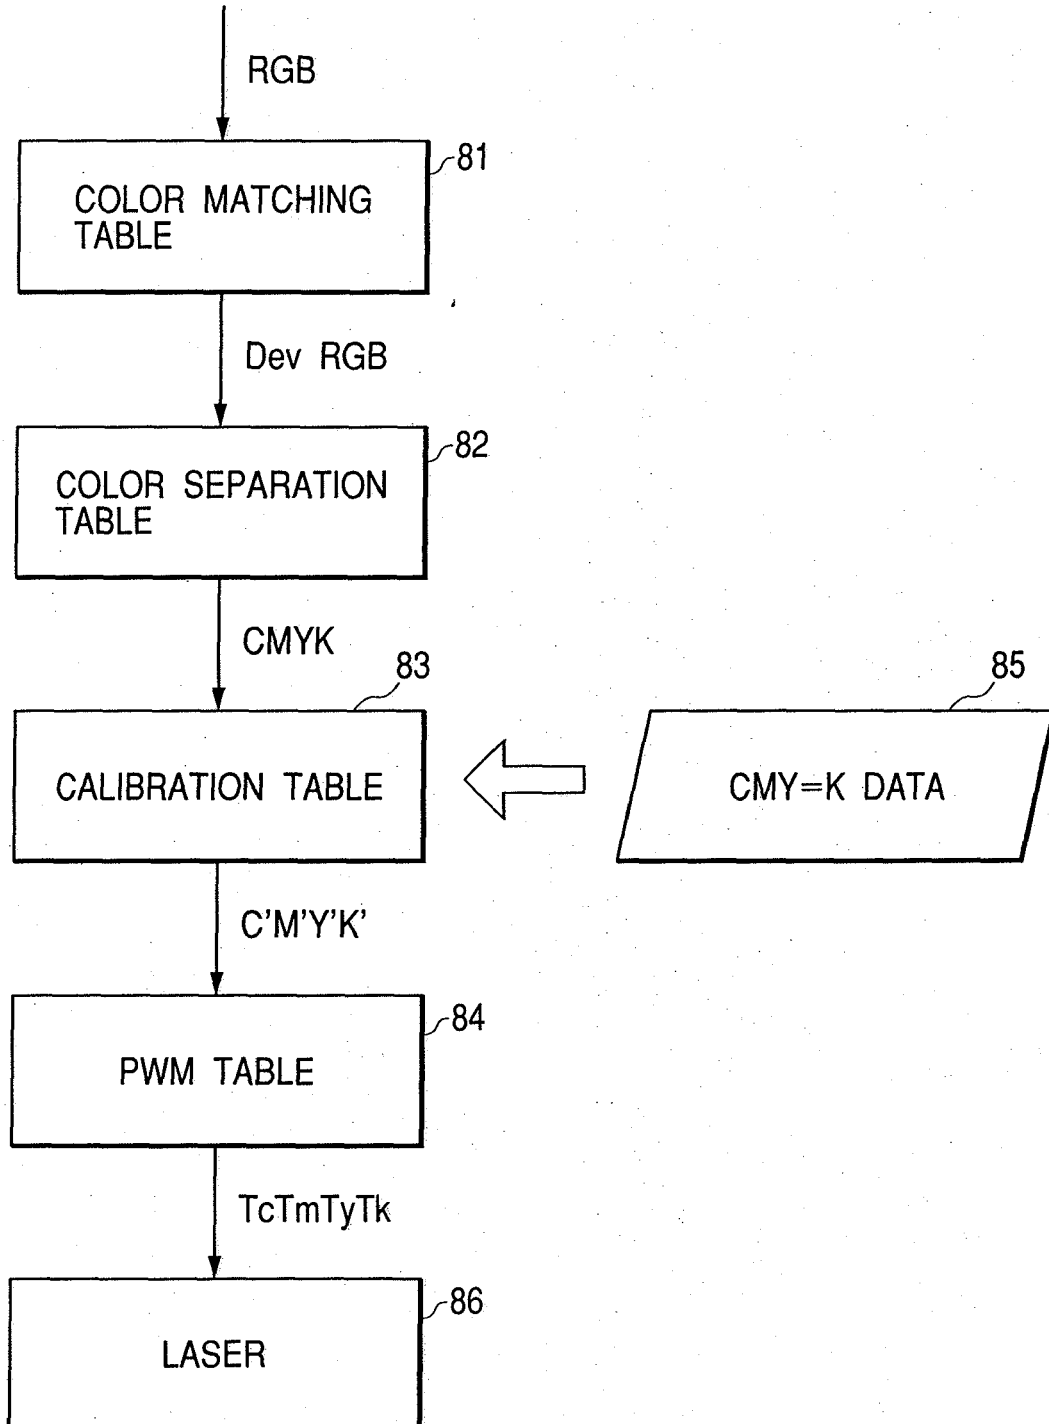 RGB
81
COLOR MATCHING
TABLE
Dev RGB
82
COLOR SEPARATION
TABLE
CMYK
83
85
CALIBRATION TABLE
CMY=K DATA
C'M'Y'K'
84
PWM TABLE
TcTmTyTk
86
LASER